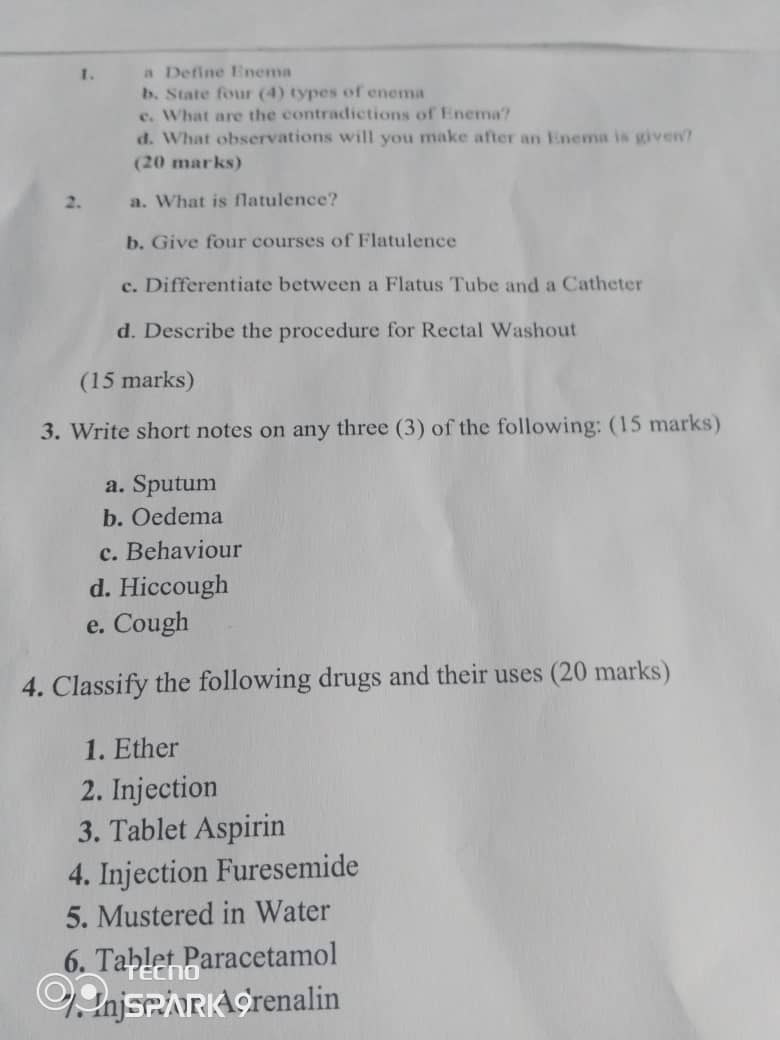 1. a Define Enema
b. State four (4) types of enema
c. What are the contradictions of Enema?
d. What observations will you make after an Enema is given?
(20 marks)
2. a. What is flatulence?
b. Give four courses of Flatulence
c. Differentiate between a Flatus Tube and a Catheter
d. Describe the procedure for Rectal Washout
(15 marks)
3. Write short notes on any three (3) of the following: (15 marks)
a. Sputum
b. Oedema
c. Behaviour
d. Hiccough
e. Cough
4. Classify the following drugs and their uses (20 marks)
1. Ether
2. Injection
3. Tablet Aspirin
4. Injection Furesemide
5. Mustered in Water
6. Tablet Paracetamol
7. Injection Adrenalin
TECNO
SPARK 9